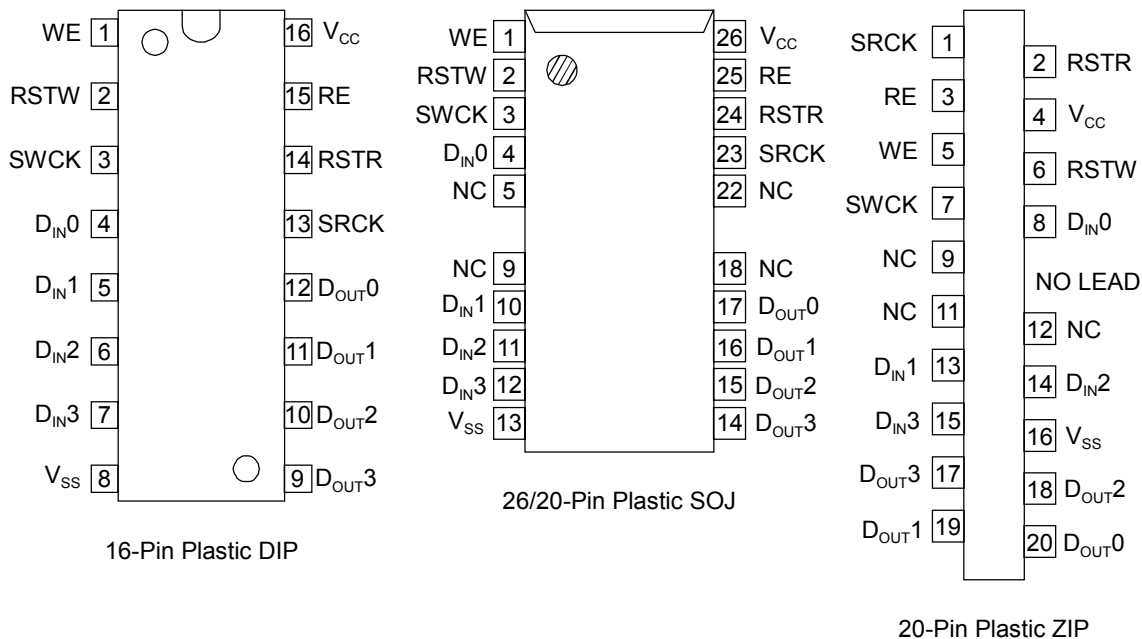 WE 1 16 VCC
RSTW 2 15 RE
SWCK 3 14 RSTR
DIN0 4 13 SRCK
DIN1 5 12 DOUT0
DIN2 6 11 DOUT1
DIN3 7 10 DOUT2
VSS 8 9 DOUT3
16-Pin Plastic DIP
WE 1 26 VCC
RSTW 2 25 RE
SWCK 3 24 RSTR
DIN0 4 23 SRCK
NC 5 22 NC
NC 9 18 NC
DIN1 10 17 DOUT0
DIN2 11 16 DOUT1
DIN3 12 15 DOUT2
VSS 13 14 DOUT3
26/20-Pin Plastic SOJ
SRCK 1
2 RSTR
RE 3
4 VCC
WE 5
6 RSTW
SWCK 7
8 DIN0
NC 9
NO LEAD
NC 11
12 NC
DIN1 13
14 DIN2
DIN3 15
16 VSS
DOUT3 17
18 DOUT2
DOUT1 19
20 DOUT0
20-Pin Plastic ZIP